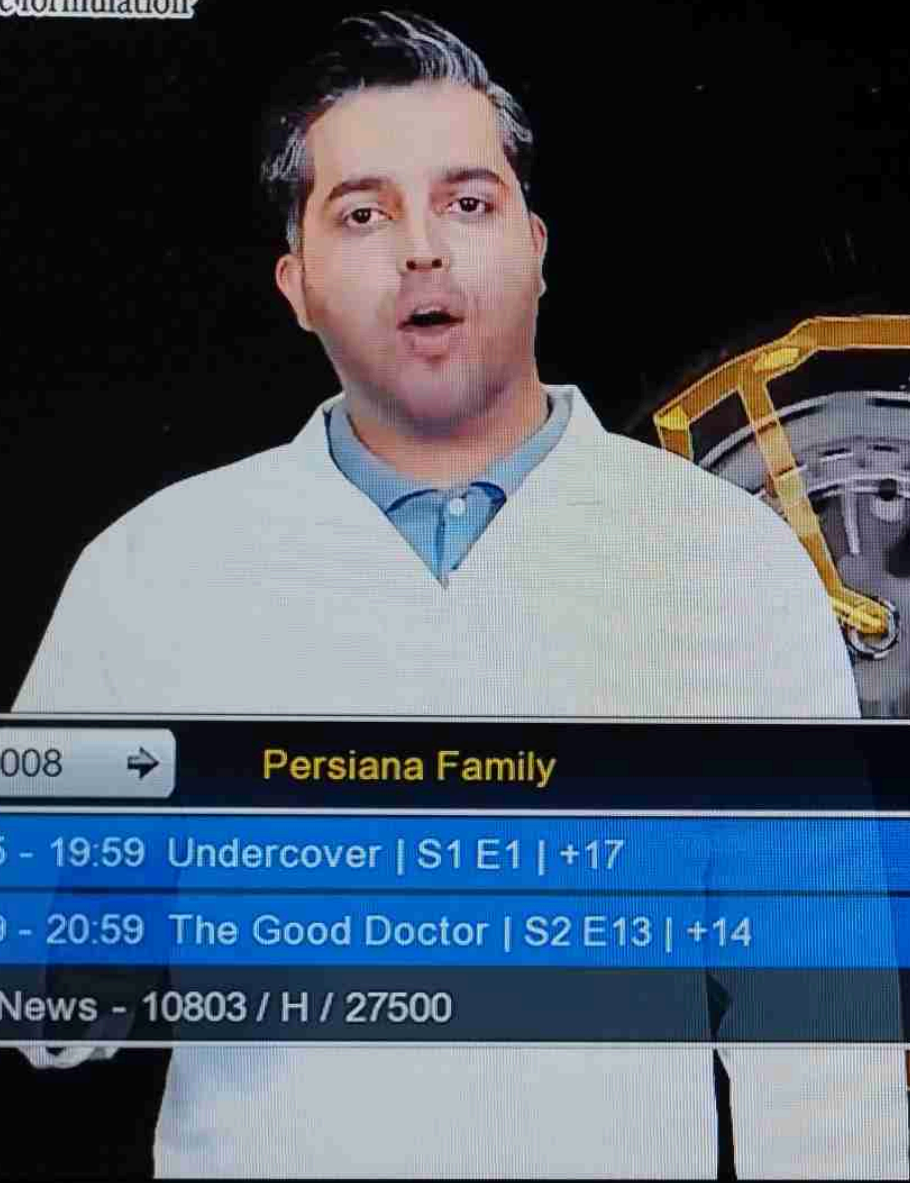 formulation
008
Persiana Family
- 19:59 Undercover | S1 E1 | +17
- 20:59 The Good Doctor | S2 E13 | +14
News - 10803 / H / 27500